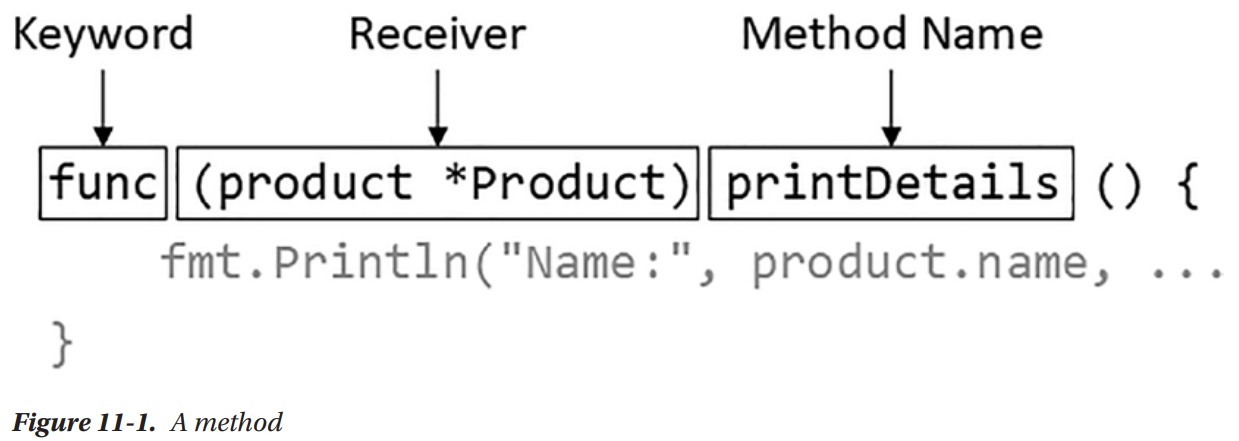 Keyword Receiver Method Name
func (product *Product) printDetails () {
fmt.Println("Name:", product.name, ...
}
Figure 11-1. A method